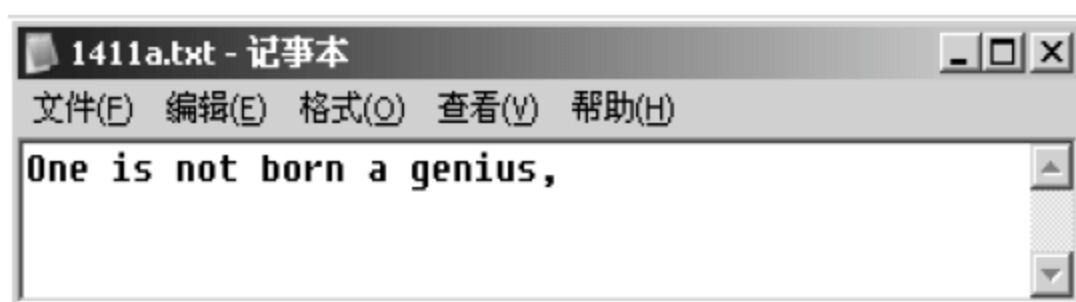 1411a.txt - 记事本
文件(F) 编辑(E) 格式(O) 查看(V) 帮助(H)
One is not born a genius,